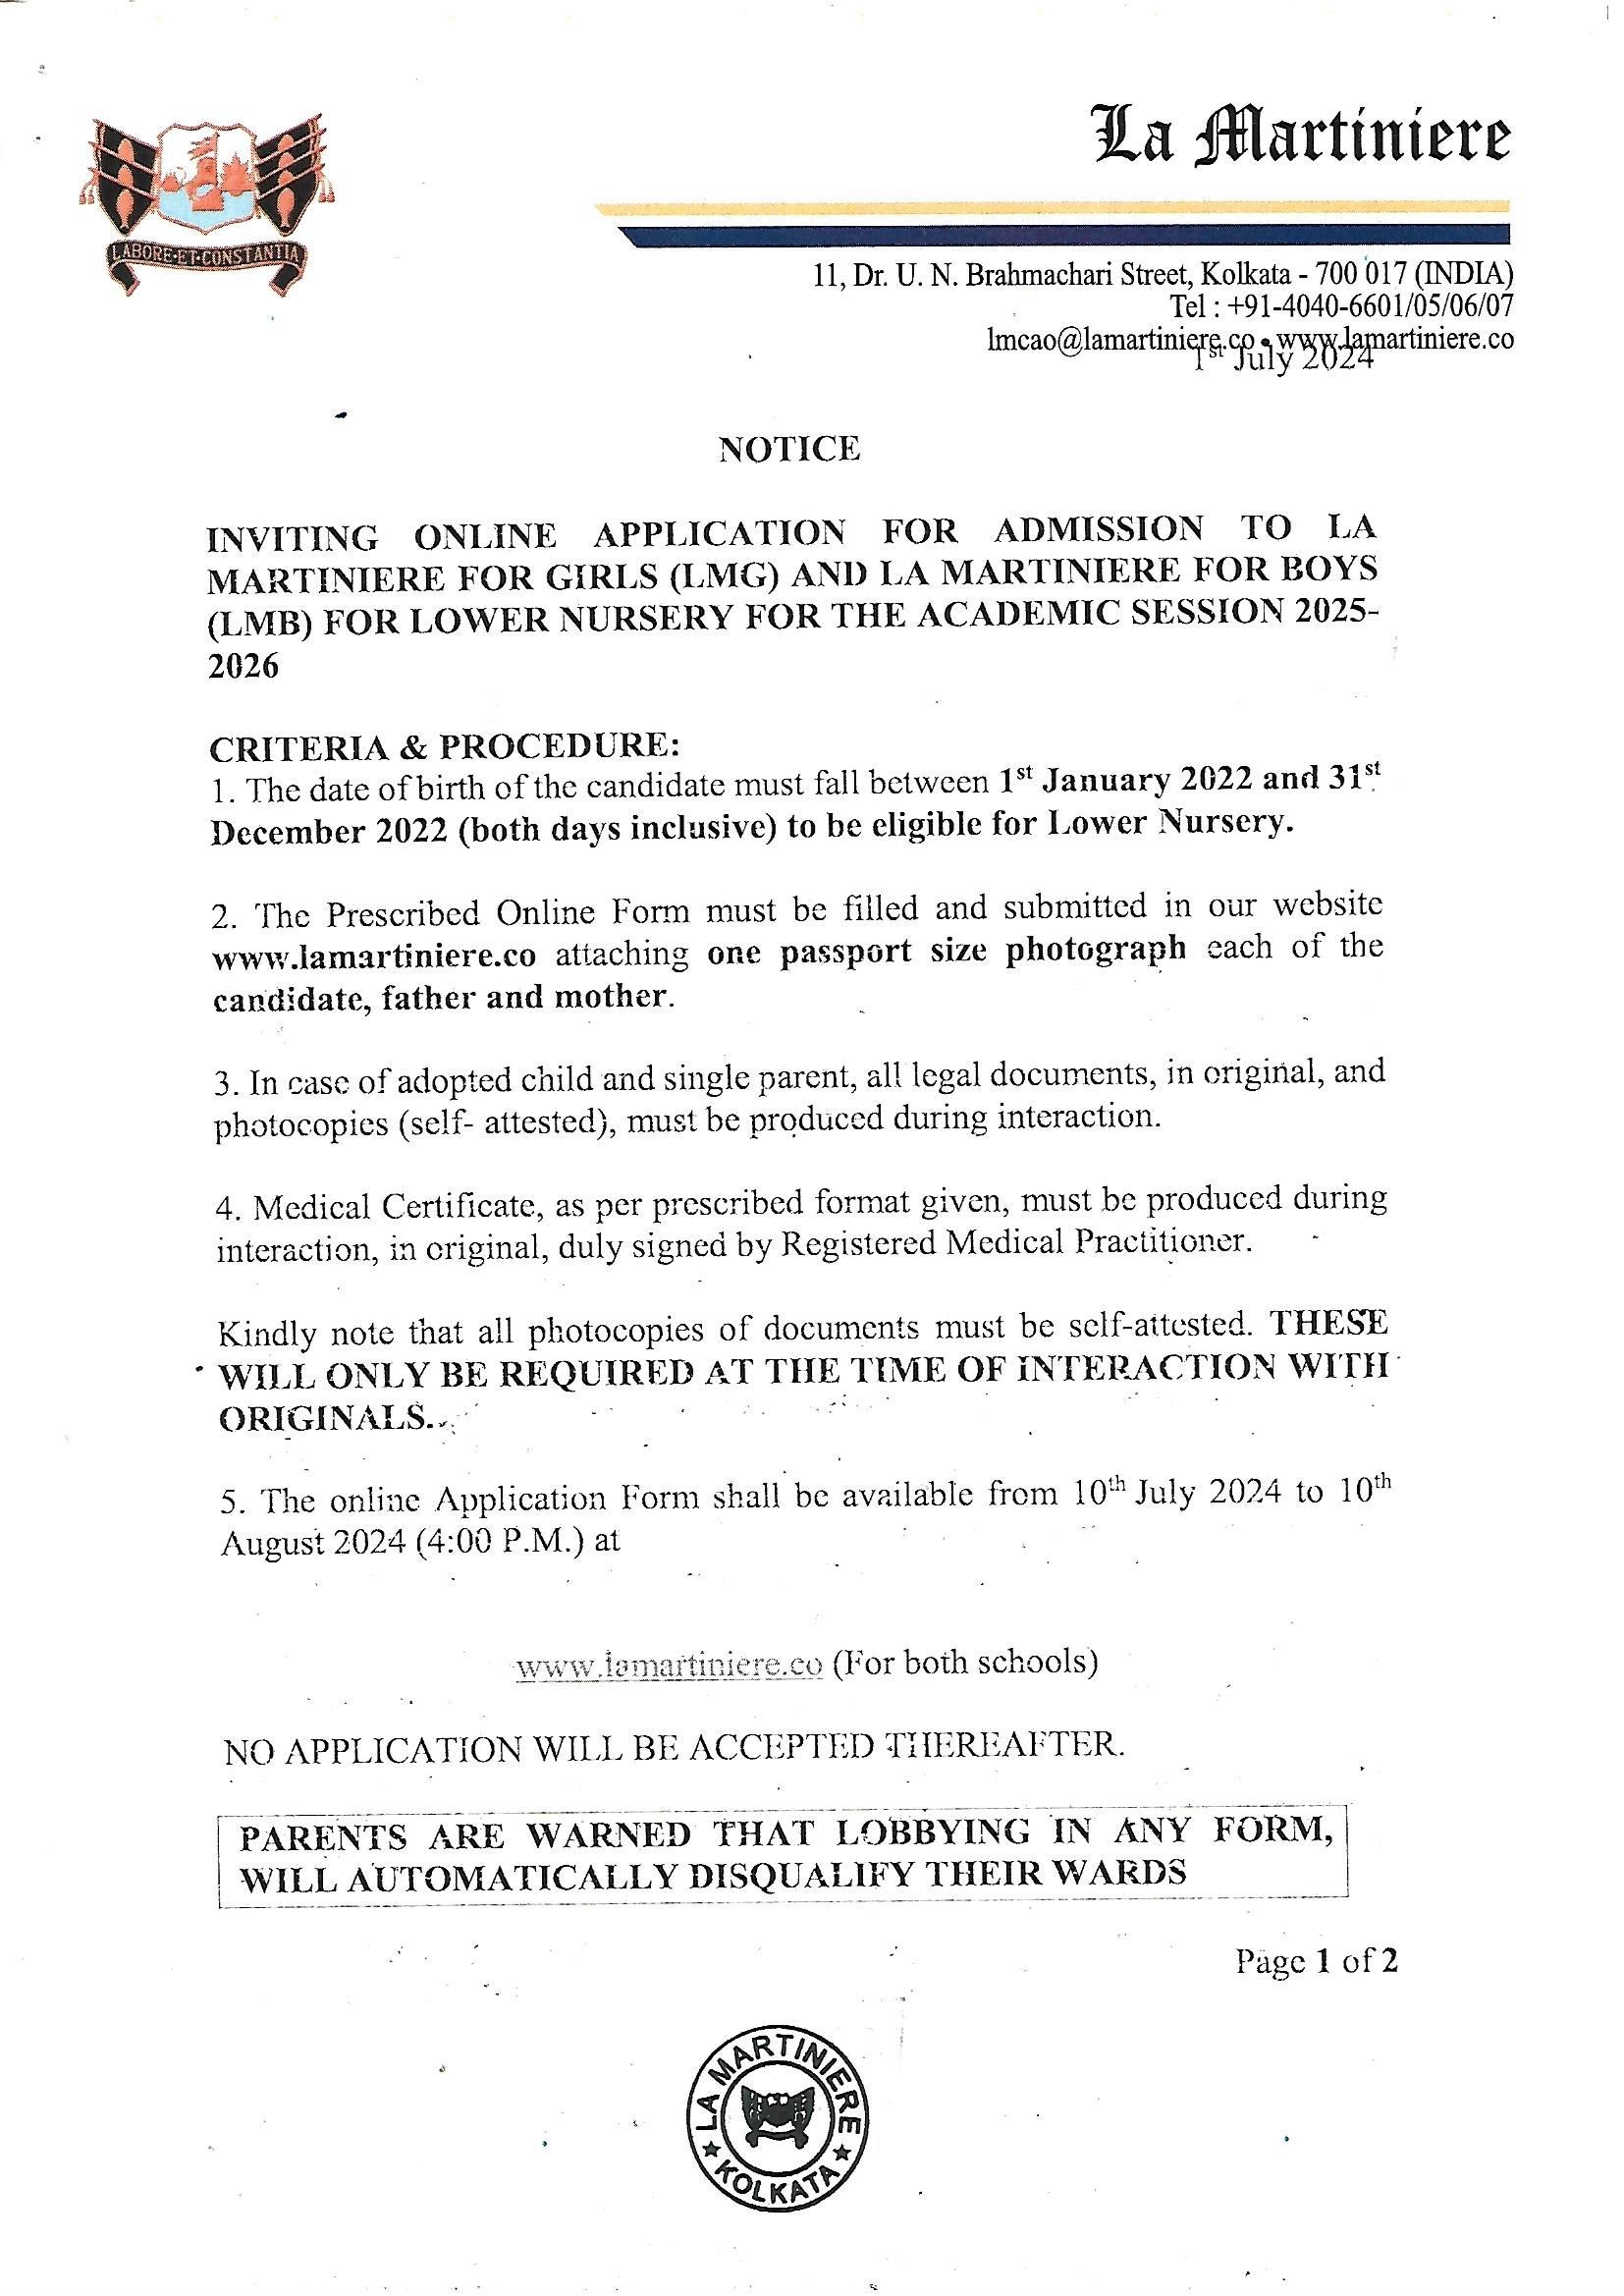 La Martiniere
LABORE·ET·CONSTANTIA
11, Dr. U. N. Brahmachari Street, Kolkata - 700 017 (INDIA)
Tel : +91-4040-6601/05/06/07
lmcao@lamartiniere.co • www.lamartiniere.co
1st July 2024
NOTICE
INVITING ONLINE APPLICATION FOR ADMISSION TO LA
MARTINIERE FOR GIRLS (LMG) AND LA MARTINIERE FOR BOYS
(LMB) FOR LOWER NURSERY FOR THE ACADEMIC SESSION 2025-
2026
CRITERIA & PROCEDURE:
1. The date of birth of the candidate must fall between 1st January 2022 and 31st
December 2022 (both days inclusive) to be eligible for Lower Nursery.
2. The Prescribed Online Form must be filled and submitted in our website
www.lamartiniere.co attaching one passport size photograph each of the
candidate, father and mother.
3. In case of adopted child and single parent, all legal documents, in original, and
photocopies (self- attested), must be produced during interaction.
4. Medical Certificate, as per prescribed format given, must be produced during
interaction, in original, duly signed by Registered Medical Practitioner.
Kindly note that all photocopies of documents must be self-attested. THESE
WILL ONLY BE REQUIRED AT THE TIME OF INTERACTION WITH
ORIGINALS.
5. The online Application Form shall be available from 10th July 2024 to 10th
August 2024 (4:00 P.M.) at
www.lamartiniere.co (For both schools)
NO APPLICATION WILL BE ACCEPTED THEREAFTER.
PARENTS ARE WARNED THAT LOBBYING IN ANY FORM,
WILL AUTOMATICALLY DISQUALIFY THEIR WARDS
Page 1 of 2
LA MARTINIERE
★ KOLKATA ★